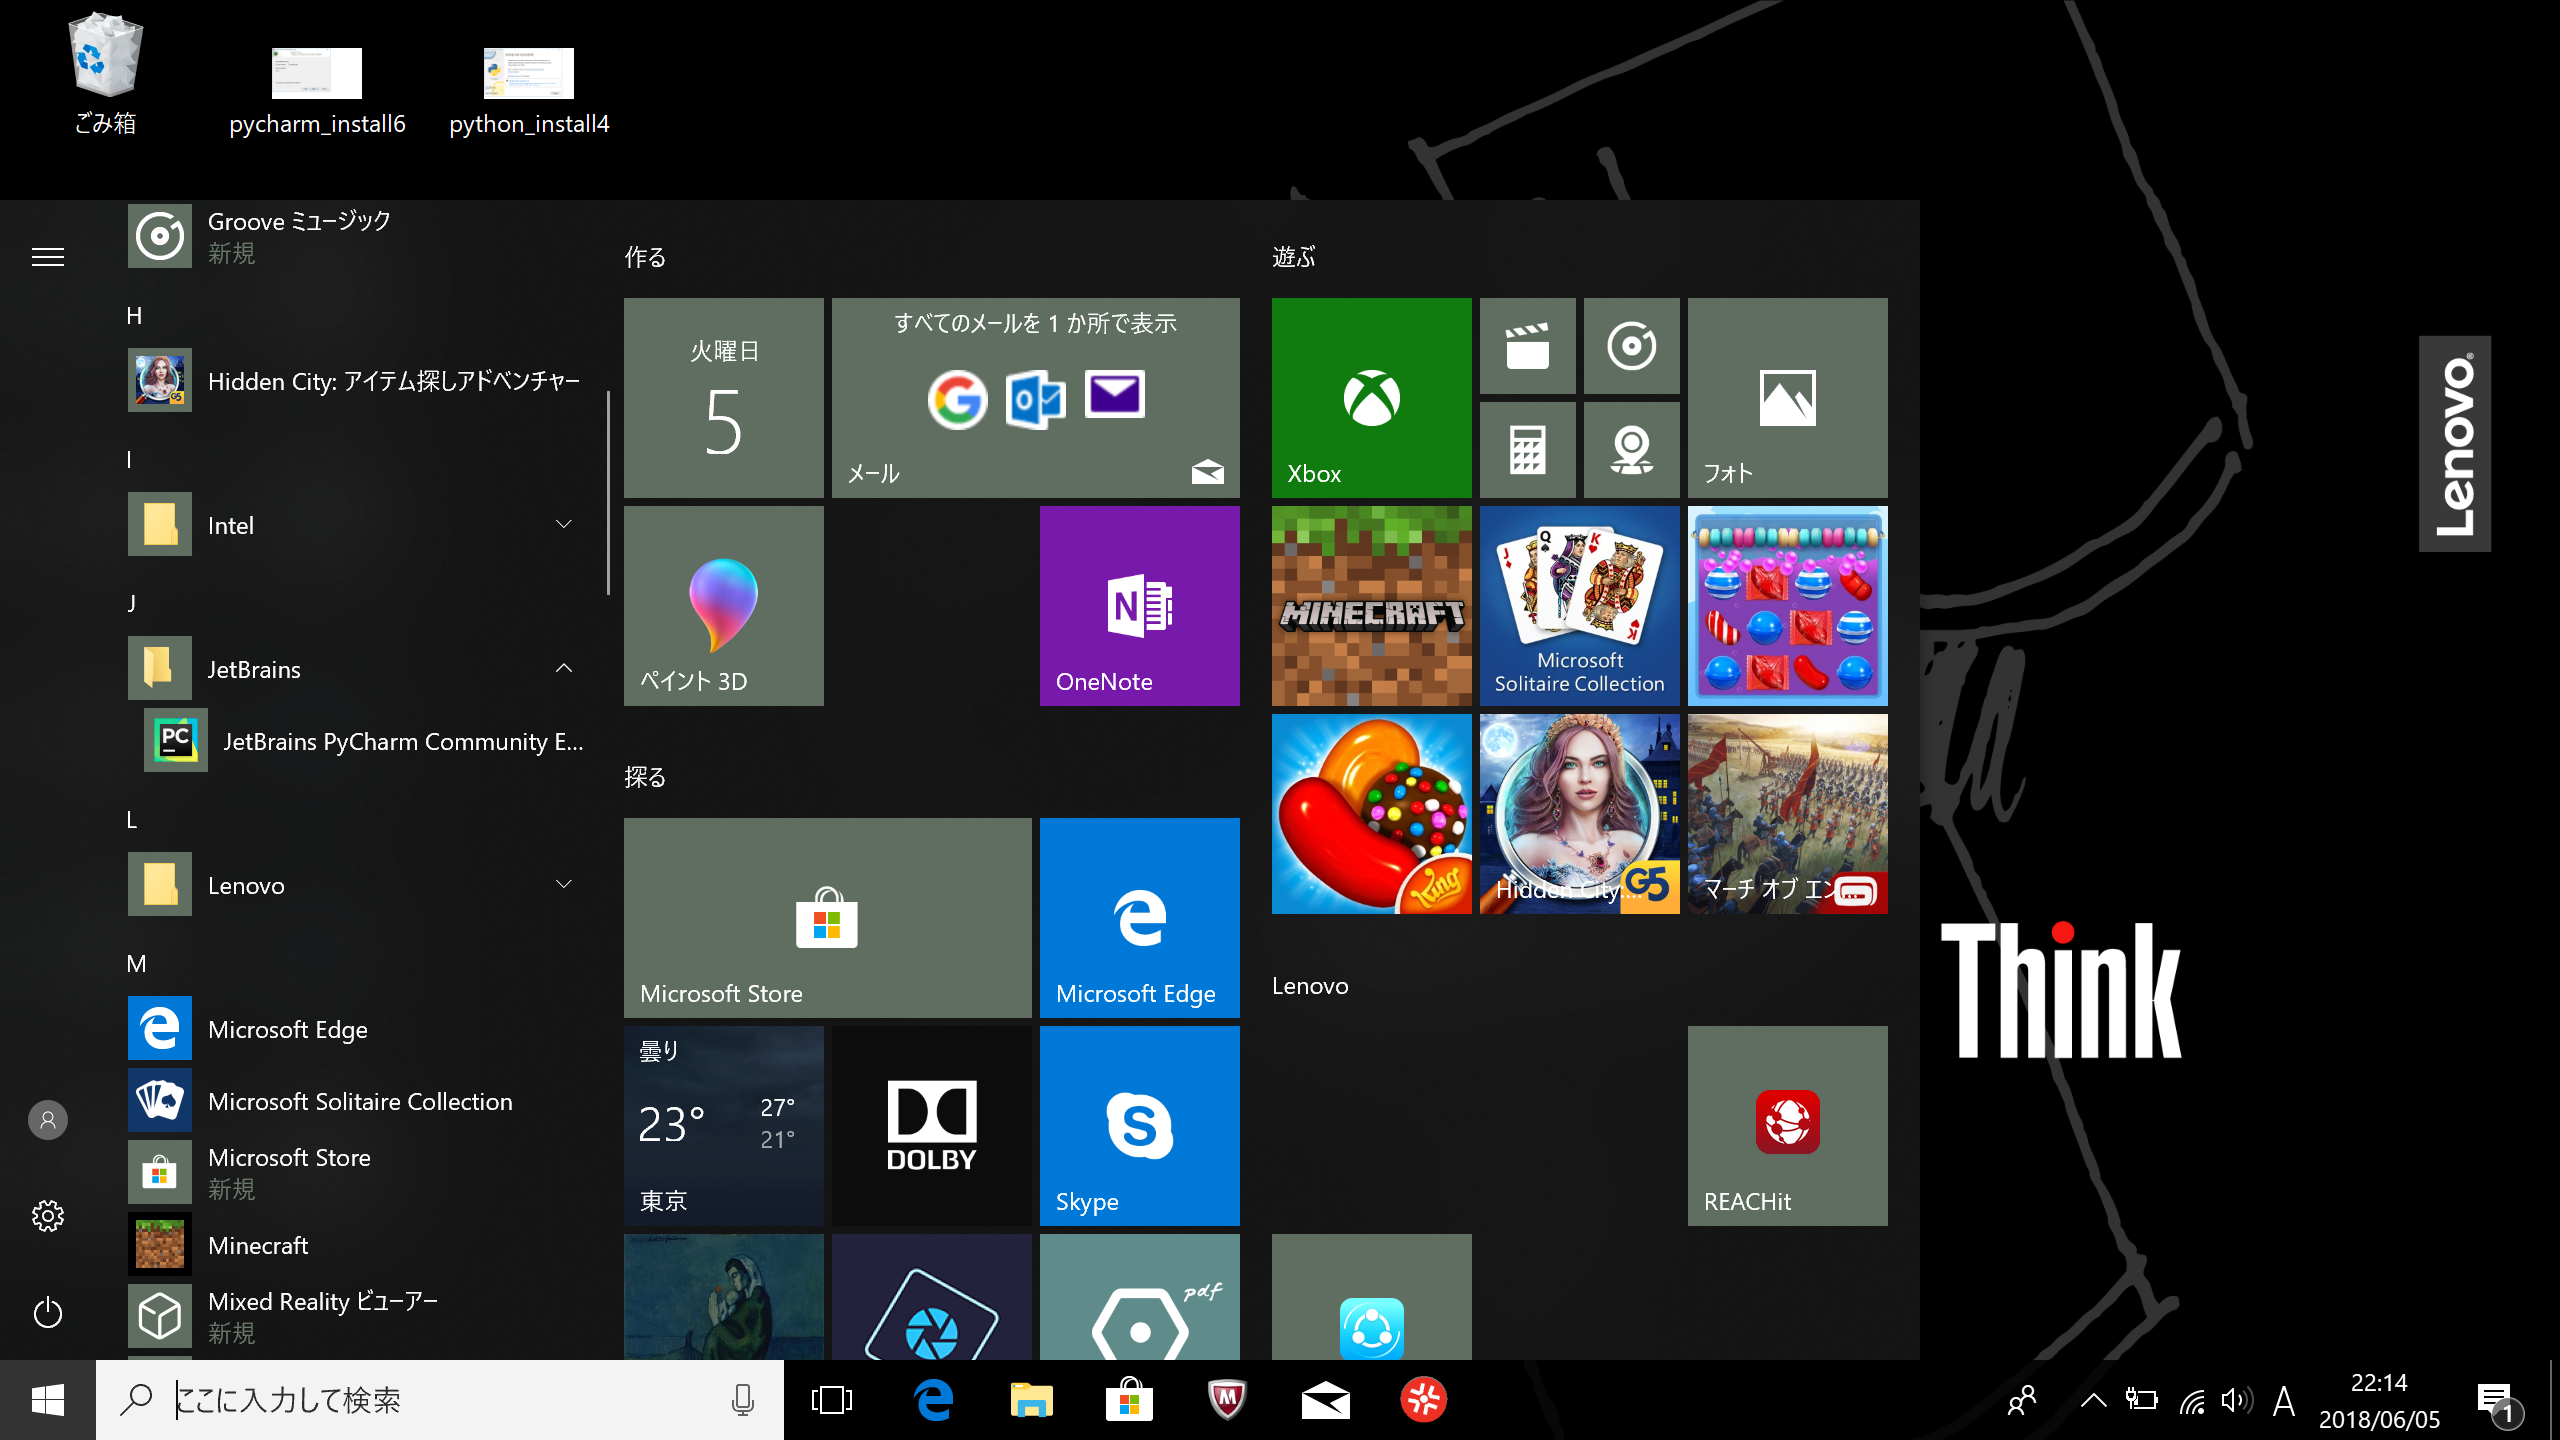 ごみ箱
pycharm_install6
python_install4
Groove ミュージック
新規
H
Hidden City: アイテム探しアドベンチャー
I
Intel
J
JetBrains
JetBrains PyCharm Community E...
L
Lenovo
M
Microsoft Edge
Microsoft Solitaire Collection
Microsoft Store
新規
Minecraft
Mixed Reality ビューアー
新規
作る
火曜日
5
すべてのメールを 1 か所で表示
メール
ペイント 3D
OneNote
探る
Microsoft Store
Microsoft Edge
曇り
23°
27°
21°
東京
DOLBY
Skype
pdf
遊ぶ
Xbox
フォト
MINECRAFT
Microsoft
Solitaire Collection
King
Hidden City:...
G5
マーチ オブ エン
Lenovo
REACHit
Lenovo
Think
ここに入力して検索
A
22:14
2018/06/05
1